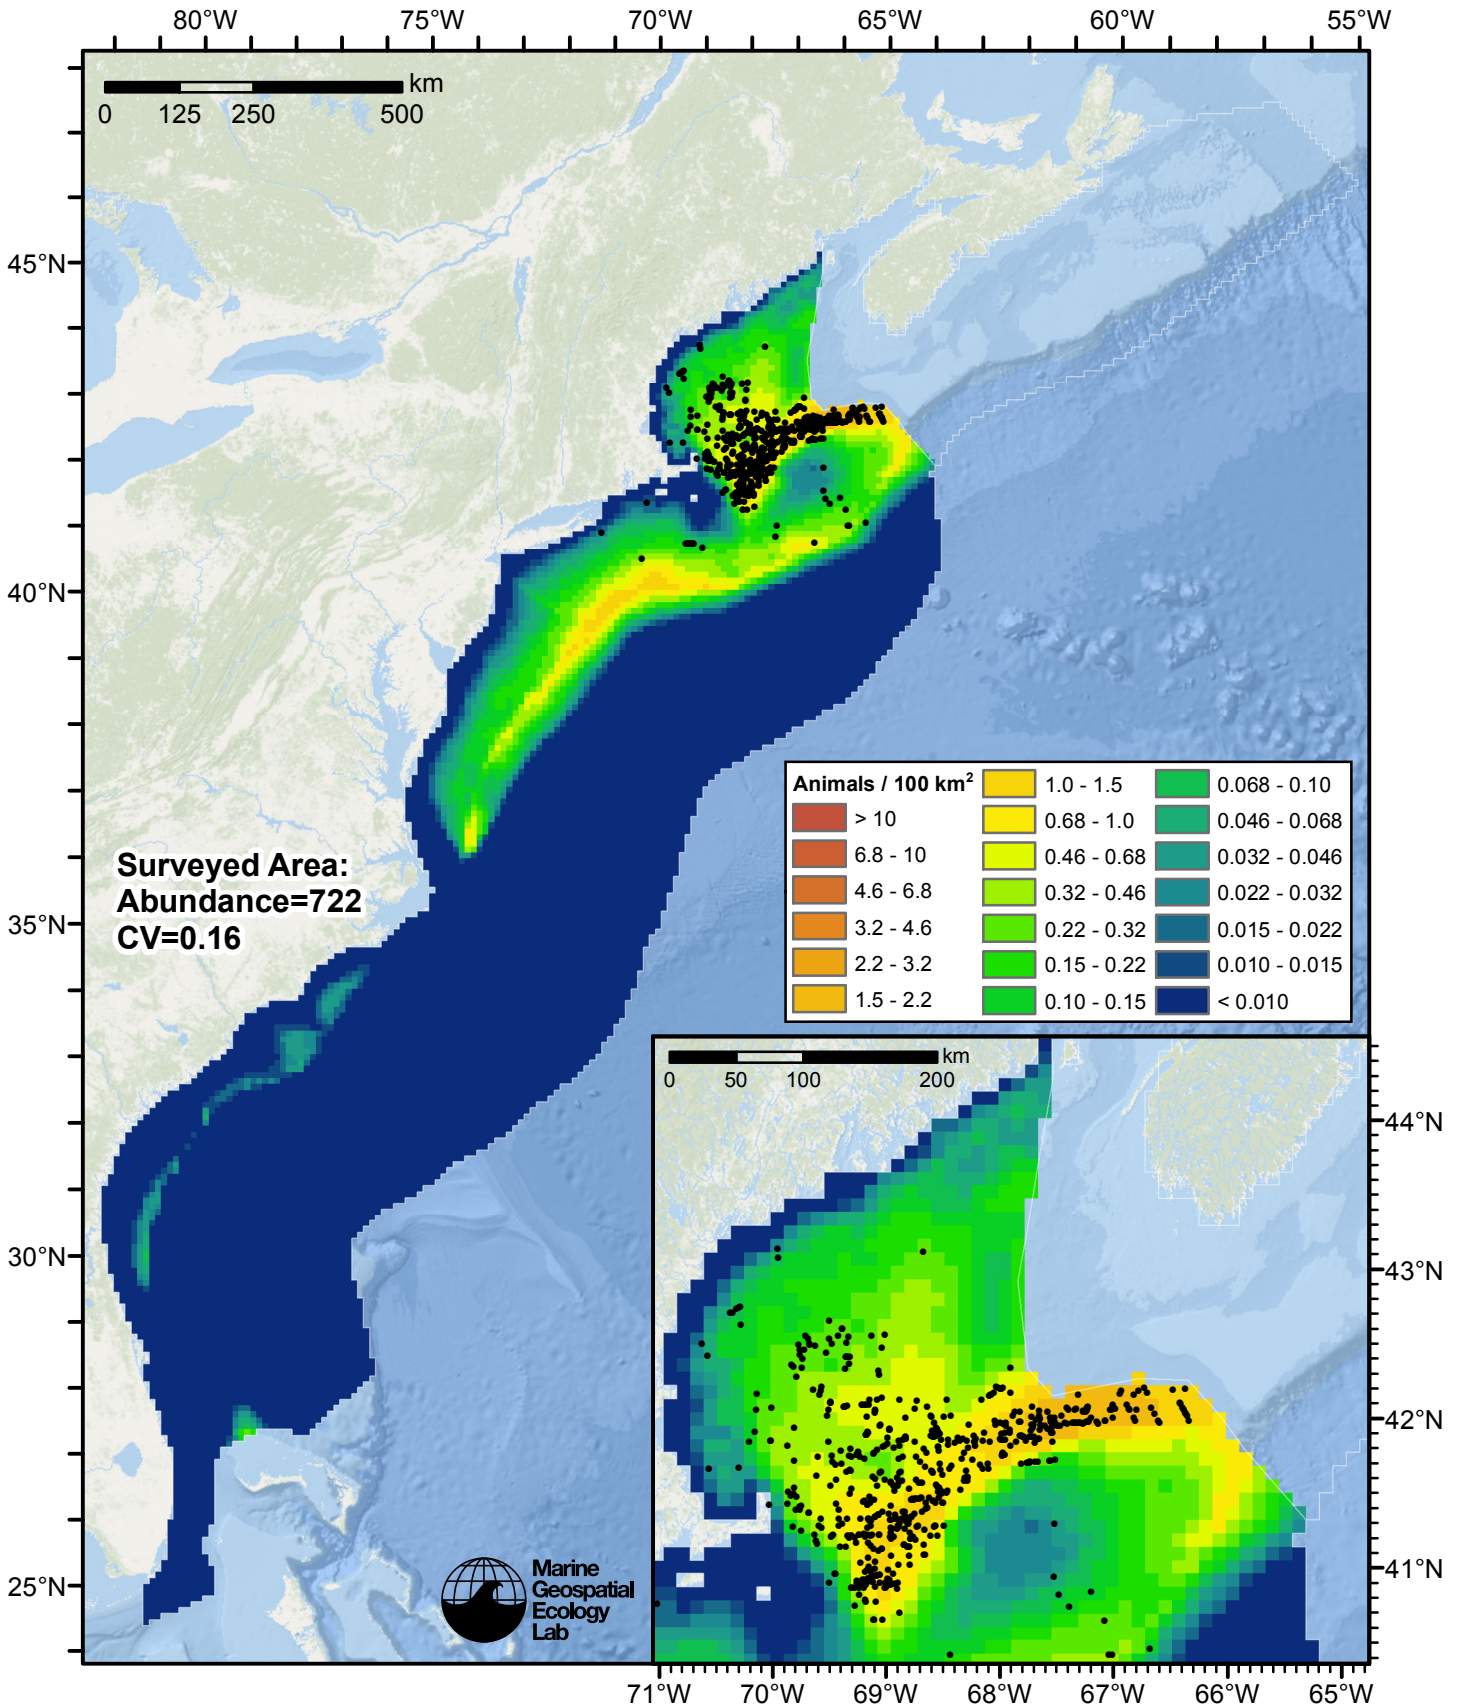 80°W 75°W 70°W 65°W 60°W 55°W
km
0 125 250 500
45°N
40°N
35°N
30°N
25°N
Surveyed Area:
Abundance=722
CV=0.16
Animals / 100 km²
> 10
6.8 - 10
4.6 - 6.8
3.2 - 4.6
2.2 - 3.2
1.5 - 2.2
1.0 - 1.5
0.68 - 1.0
0.46 - 0.68
0.32 - 0.46
0.22 - 0.32
0.15 - 0.22
0.10 - 0.15
0.068 - 0.10
0.046 - 0.068
0.032 - 0.046
0.022 - 0.032
0.015 - 0.022
0.010 - 0.015
< 0.010
km
0 50 100 200
44°N
43°N
42°N
41°N
Marine
Geospatial
Ecology
Lab
71°W 70°W 69°W 68°W 67°W 66°W 65°W